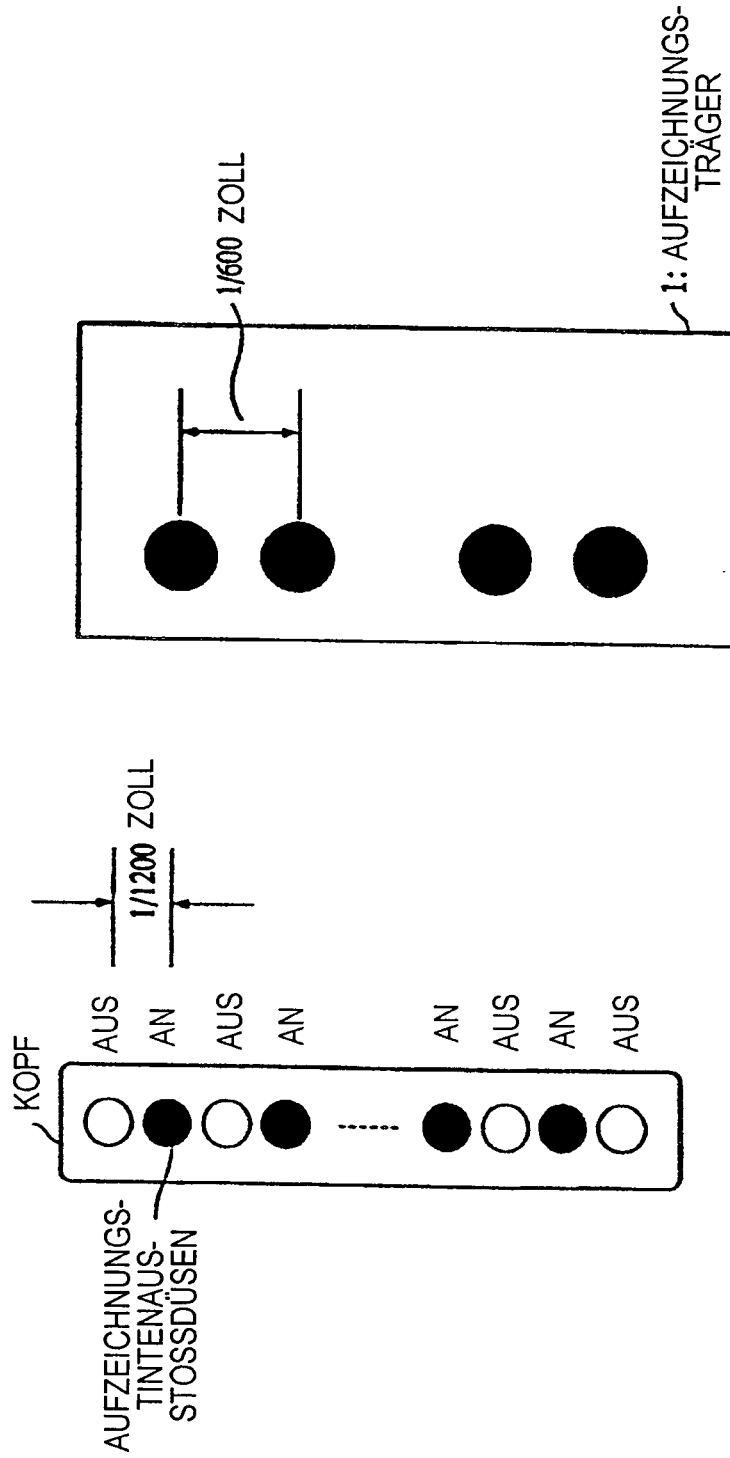 KOPF
AUFZEICHNUNGS-
TINTENAUS-
STOSSDÜSEN
AUS
AN
AUS
AN
AN
AUS
AN
AUS
1/1200 ZOLL
1/600 ZOLL
1: AUFZEICHNUNGS-
TRÄGER